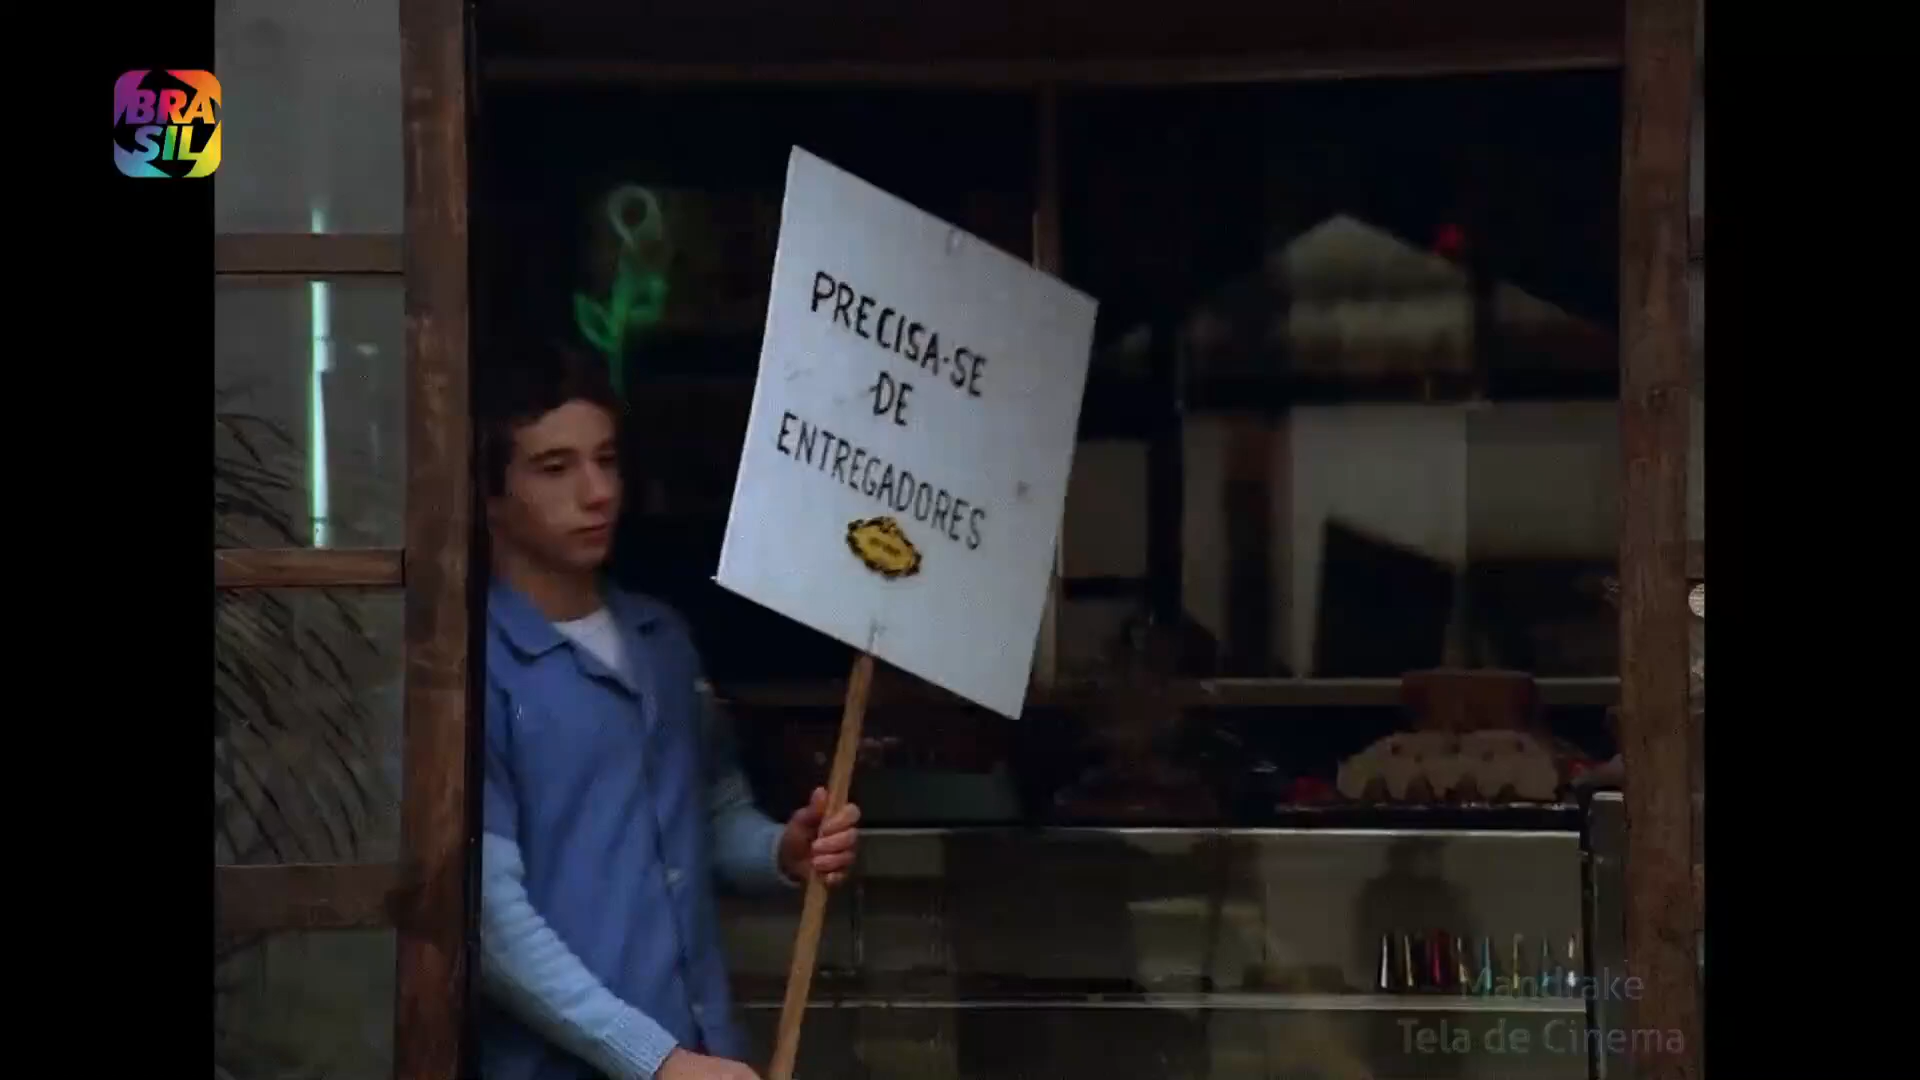 BRA
SIL
PRECISA-SE
DE
ENTREGADORES
Mandrake
Tela de Cinema